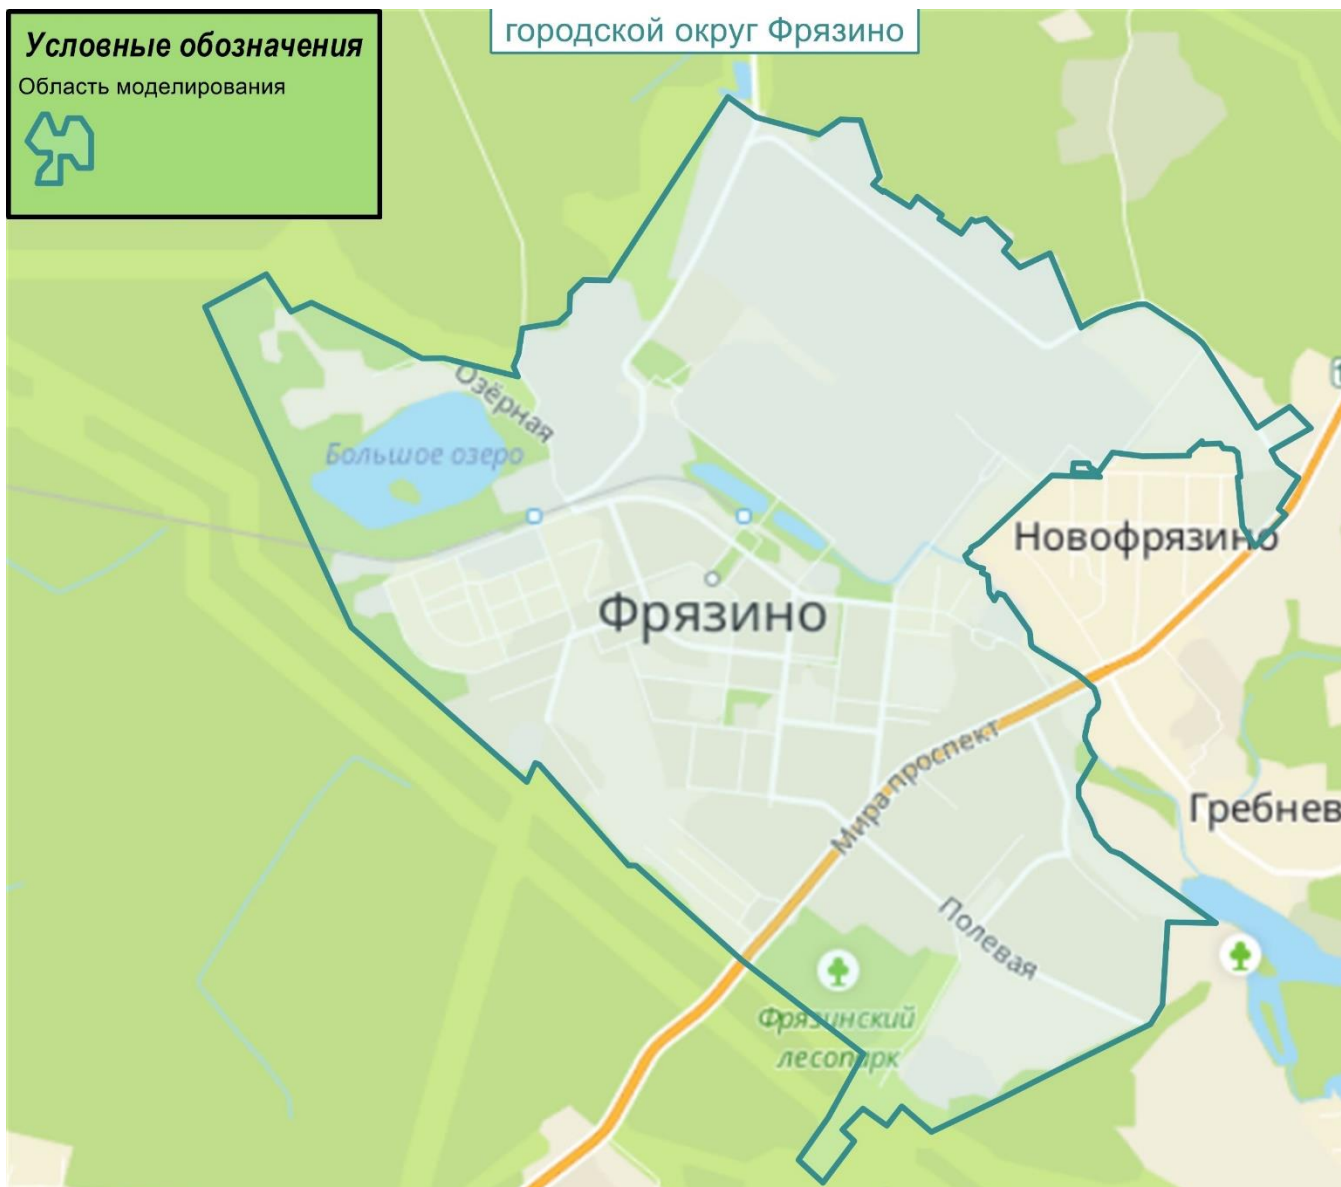 городской округ Фрязино
Условные обозначения
Область моделирования
Озёрная
Большое озеро
Новофрязино
Фрязино
Мира проспект
Гребнев
Полевая
Фрязинский
лесопарк